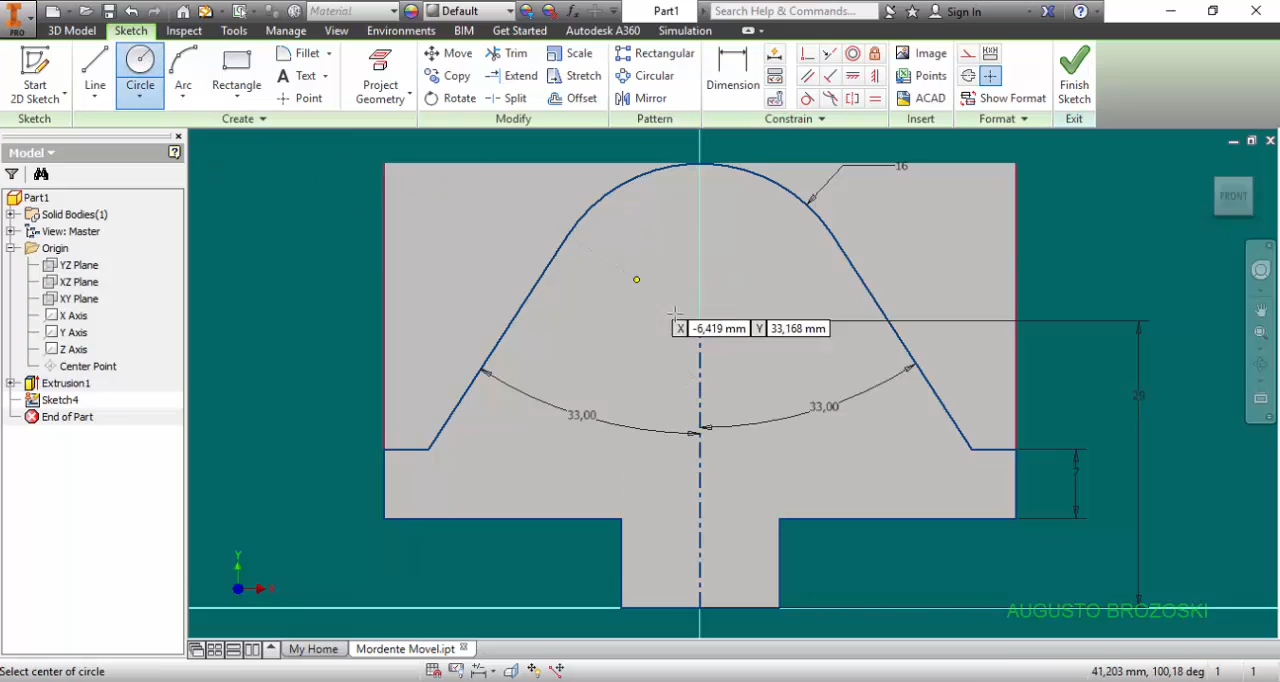 PRO
Material
Default
Part1
Search Help & Commands...
Sign In
3D Model Sketch Inspect Tools Manage View Environments BIM Get Started Autodesk A360 Simulation
Start
2D Sketch
Line
Circle
Arc
Rectangle
Fillet
Text
Point
Project
Geometry
Move
Copy
Rotate
Trim
Extend
Split
Scale
Stretch
Offset
Rectangular
Circular
Mirror
Dimension
Image
Points
ACAD
Show Format
Finish
Sketch
Sketch Create Modify Pattern Constrain Insert Format Exit
Model
Part1
Solid Bodies(1)
View: Master
Origin
YZ Plane
XZ Plane
XY Plane
X Axis
Y Axis
Z Axis
Center Point
Extrusion1
Sketch4
End of Part
16
FRONT
X -6,419 mm Y 33,168 mm
29
33,00
33,00
7
Y
X
AUGUSTO BROZOSKI
My Home
Mordente Movel.ipt
Select center of circle
41,203 mm, 100,18 deg 1 1